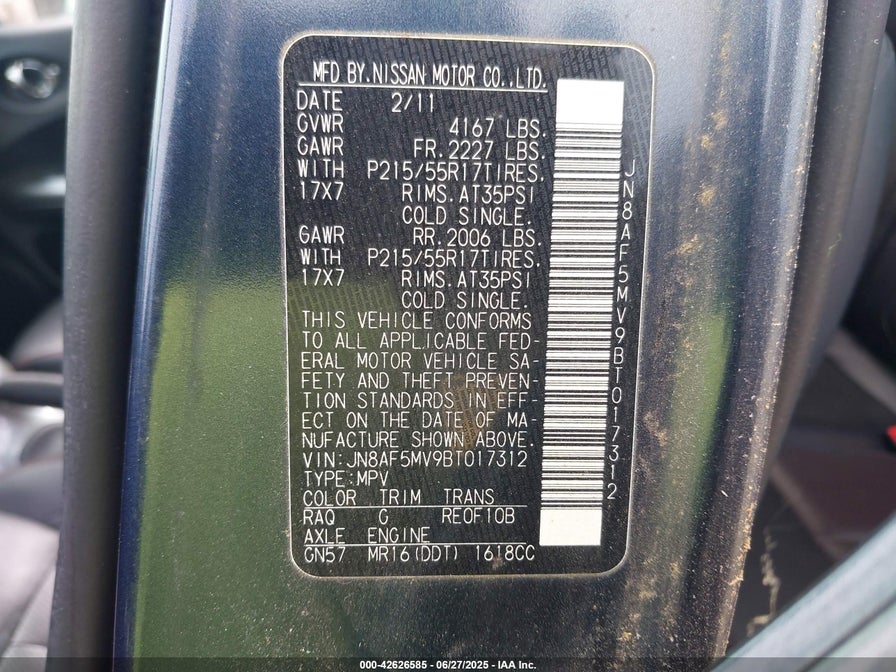 MFD BY.NISSAN MOTOR CO.,LTD.
DATE 2/11
GVWR 4167 LBS.
GAWR FR.2227 LBS.
WITH P215/55R17TIRES.
17X7 RIMS.AT35PSI
COLD SINGLE.
GAWR RR.2006 LBS.
WITH P215/55R17TIRES.
17X7 RIMS.AT35PSI
COLD SINGLE.
THIS VEHICLE CONFORMS
TO ALL APPLICABLE FED-
ERAL MOTOR VEHICLE SA-
FETY AND THEFT PREVEN-
TION STANDARDS IN EFF-
ECT ON THE DATE OF MA-
NUFACTURE SHOWN ABOVE.
VIN:JN8AF5MV9BT017312
TYPE:MPV
COLOR TRIM TRANS
RAQ G RE0F10B
AXLE ENGINE
GN57 MR16(DDT) 1618CC
JN8AF5MV9BT017312
000-42626585 - 06/27/2025 - IAA Inc.